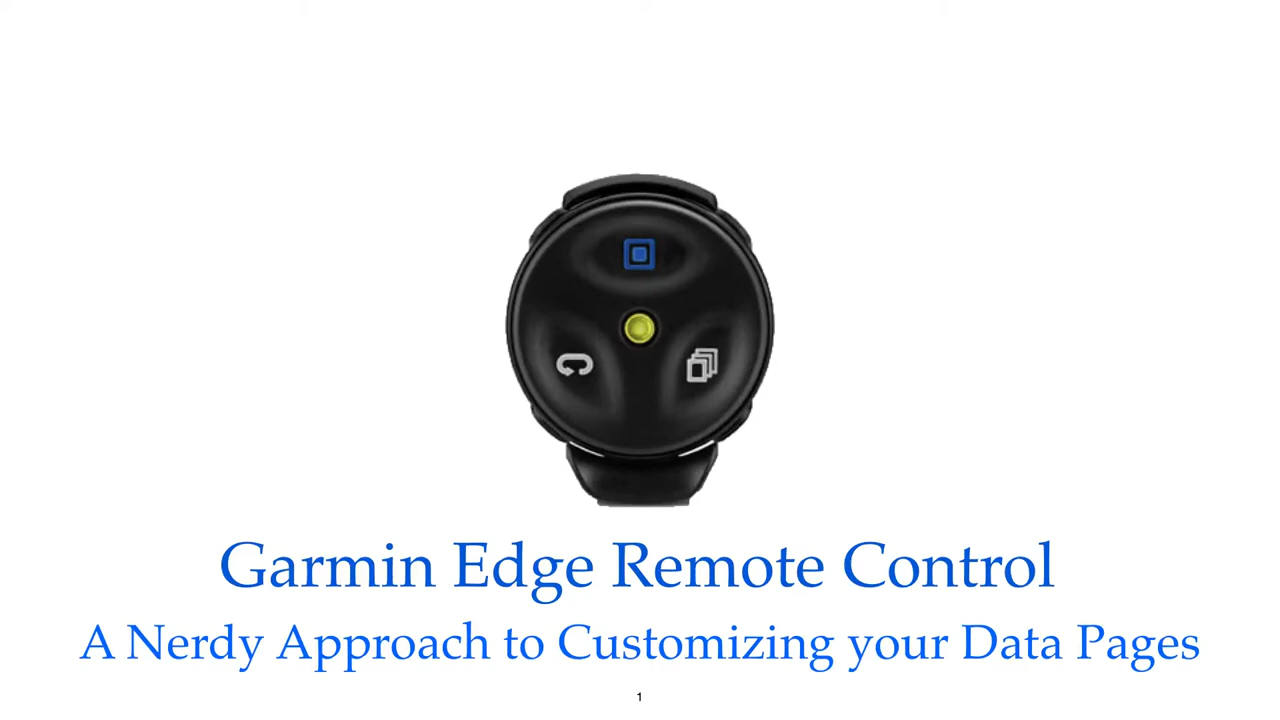 Garmin Edge Remote Control
A Nerdy Approach to Customizing your Data Pages
1